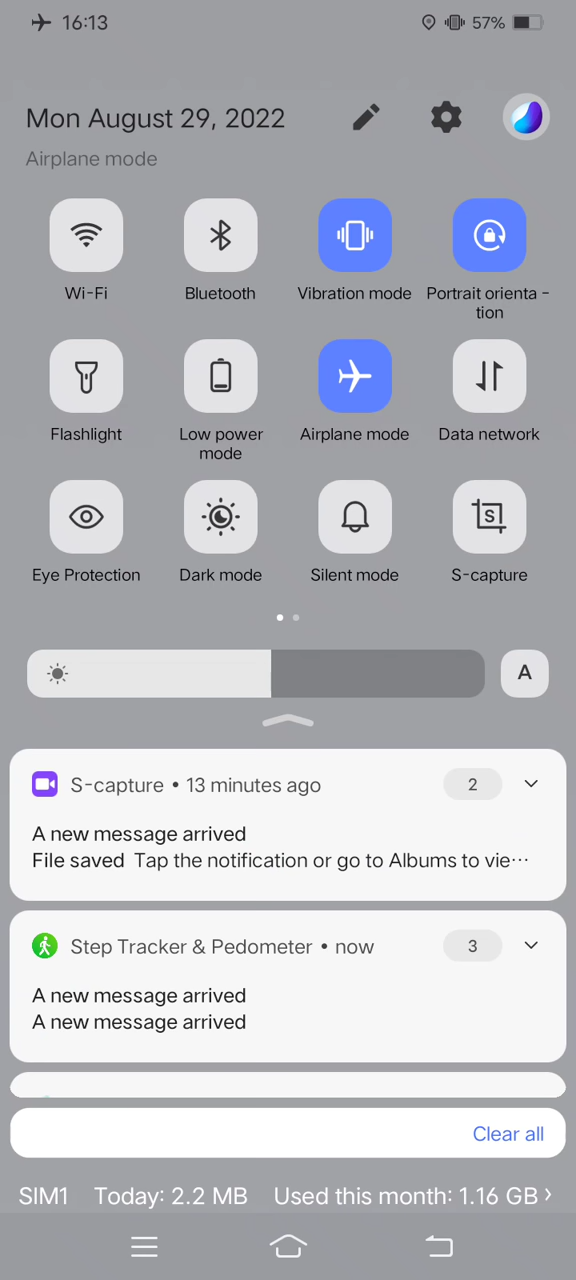 16:13 57%
Mon August 29, 2022
Airplane mode
Wi-Fi Bluetooth Vibration mode Portrait orienta -
tion
Flashlight Low power Airplane mode Data network
mode
S
Eye Protection Dark mode Silent mode S-capture
A
S-capture • 13 minutes ago 2
A new message arrived
File saved Tap the notification or go to Albums to vie···
Step Tracker & Pedometer • now 3
A new message arrived
A new message arrived
Clear all
SIM1 Today: 2.2 MB Used this month: 1.16 GB ›